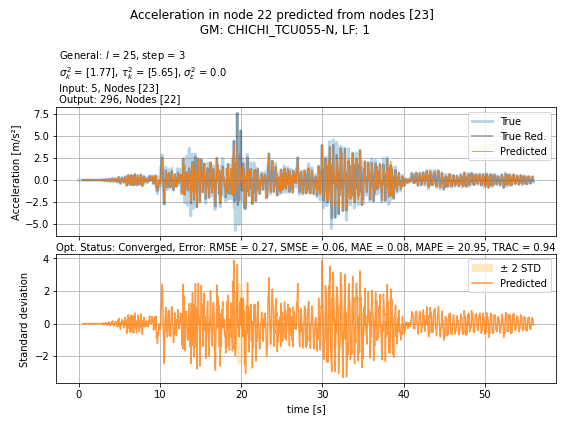 Acceleration in node 22 predicted from nodes [23]
GM: CHICHI_TCU055-N, LF: 1
General: l = 25, step = 3
σ²ₖ = [1.77], τ²ₖ = [5.65], σ²ε = 0.0
Input: 5, Nodes [23]
Output: 296, Nodes [22]
Acceleration [m/s²]
7.5
5.0
2.5
0.0
−2.5
−5.0
True
True Red.
Predicted
Opt. Status: Converged, Error: RMSE = 0.27, SMSE = 0.06, MAE = 0.08, MAPE = 20.95, TRAC = 0.94
Standard deviation
4
2
0
−2
± 2 STD
Predicted
0 10 20 30 40 50
time [s]